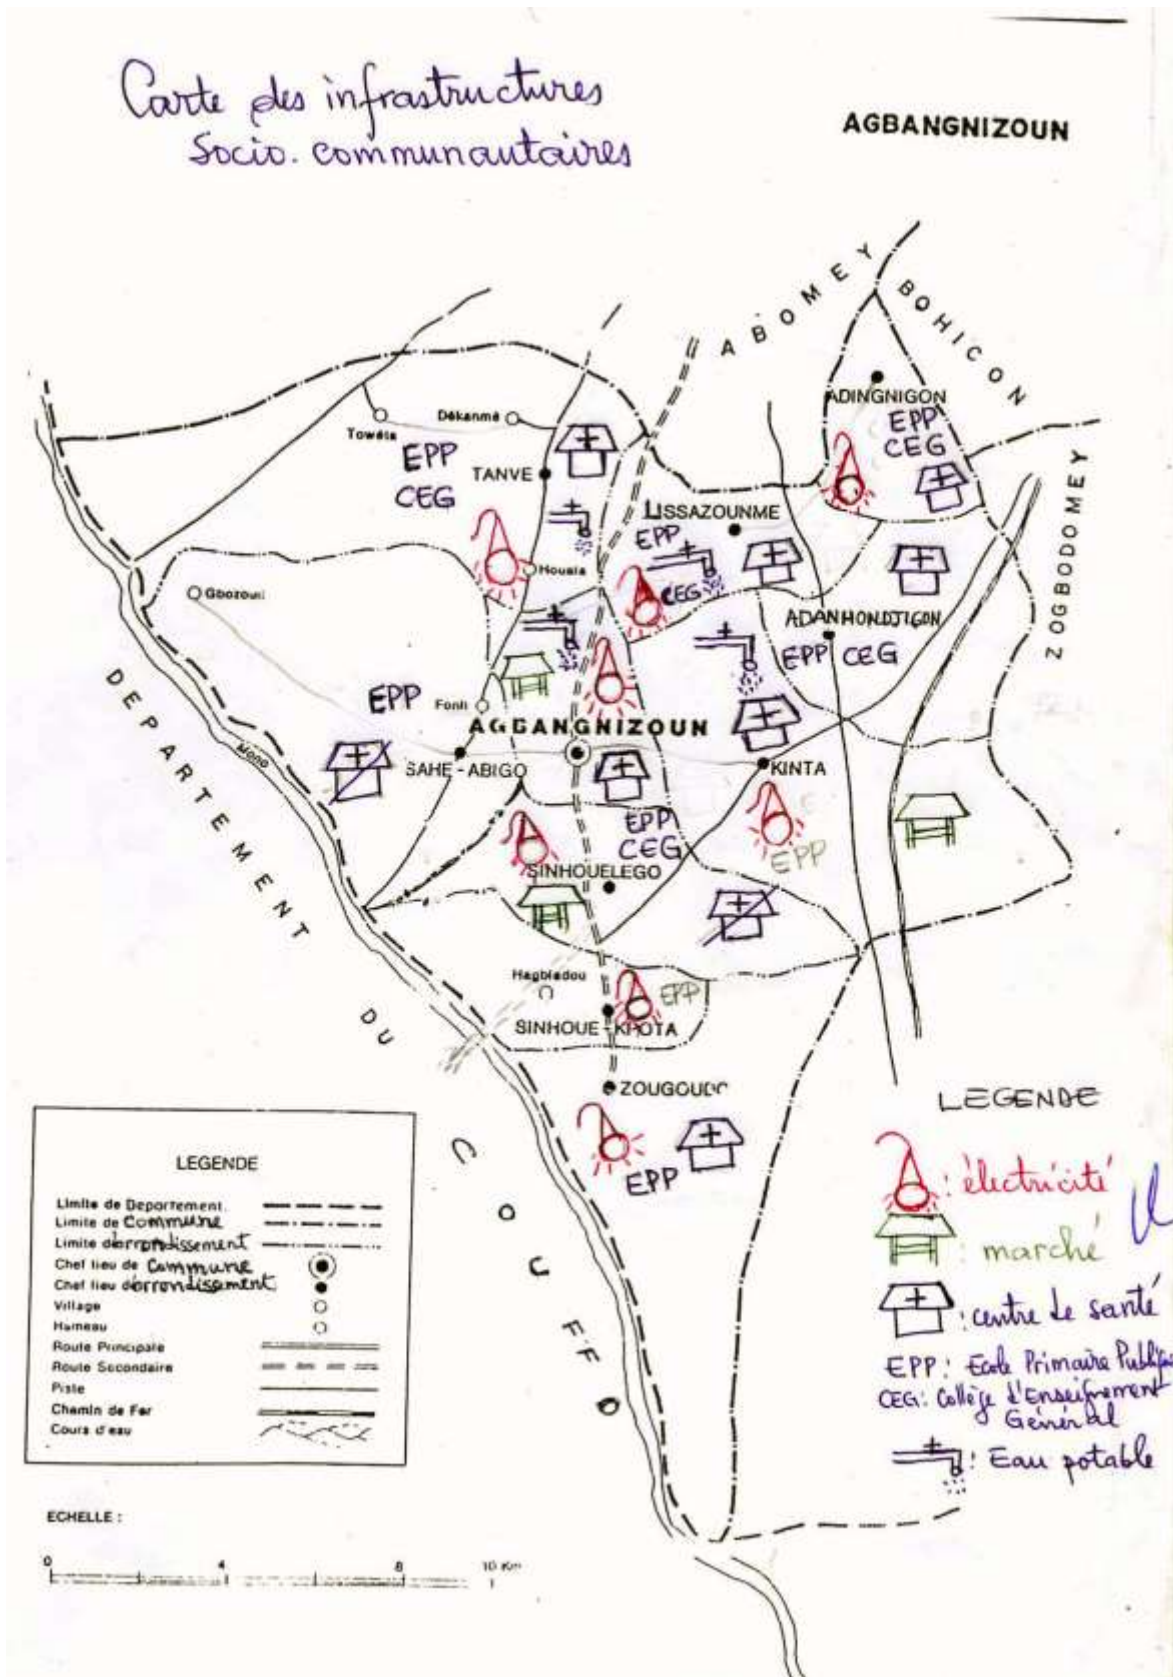 Carte des infrastructures
Socio. communautaires
AGBANGNIZOUN
ABOMEY
BOHICON
ZOGBODOMEY
ADINGNIGON
EPP
CEG
Towéta
Dékanmé
EPP
CEG
TANVE
LISSAZOUNME
EPP
CEG
Houala
Gbozoun
ADANHONDJIGON
EPP CEG
EPP
Fonli
AGBANGNIZOUN
SAHE-ABIGO
KINTA
Mono
EPP
CEG
EPP
SINHOUELEGO
Hagbladou
EPP
SINHOUE-KPOTA
ZOUGOUDO
EPP
DEPARTEMENT DU COUFFO
LEGENDE
Limite de Departement.
Limite de Commune
Limite d'arrondissement
Chef lieu de Commune
Chef lieu d'arrondissement
Village
Hameau
Route Principale
Route Secondaire
Piste
Chemin de Fer
Cours d'eau
ECHELLE :
0 4 8 10 Km
LEGENDE
: électricité
: marché
: centre de santé
EPP : Ecole Primaire Publique
CEG : Collège d'Enseignement
Général
: Eau potable